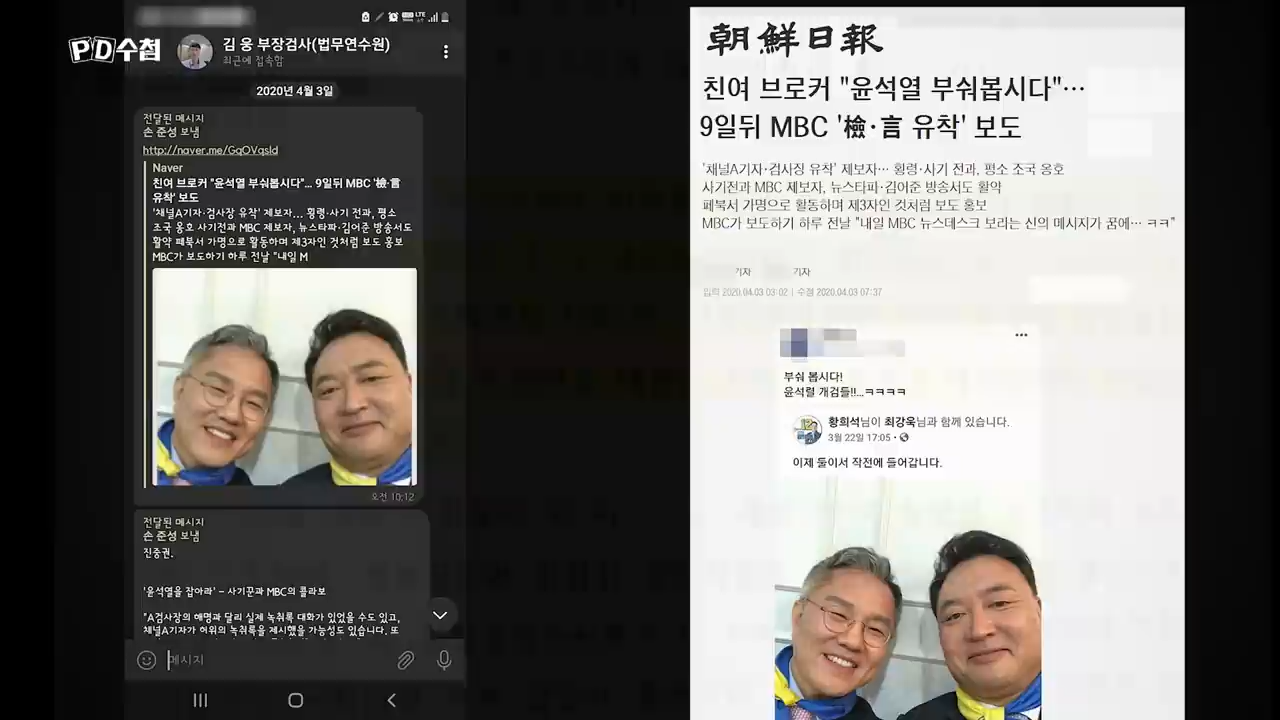 PD수첩
LTE
김 웅 부장검사(법무연수원)
최근에 접속함
2020년 4월 3일
전달된 메시지
손 준성 보냄
http://naver.me/GqOVqsId
Naver
친여 브로커 "윤석열 부숴봅시다"... 9일뒤 MBC '檢·言
유착' 보도
'채널A기자·검사장 유착' 제보자... 횡령·사기 전과, 평소
조국 옹호 사기전과 MBC 제보자, 뉴스타파·김어준 방송서도
활약 페북서 가명으로 활동하며 제3자인 것처럼 보도 홍보
MBC가 보도하기 하루 전날 "내일 M
오전 10:12
전달된 메시지
손 준성 보냄
진중권.
'윤석열을 잡아라' - 사기꾼과 MBC의 콜라보
"A검사장의 해명과 달리 실제 녹취록 대화가 있었을 수도 있고,
채널A기자가 허위의 녹취록을 제시했을 가능성도 있습니다. 또
메시지
朝鮮日報
친여 브로커 "윤석열 부숴봅시다"…
9일뒤 MBC '檢·言 유착' 보도
'채널A기자·검사장 유착' 제보자… 횡령·사기 전과, 평소 조국 옹호
사기전과 MBC 제보자, 뉴스타파·김어준 방송서도 활약
페북서 가명으로 활동하며 제3자인 것처럼 보도 홍보
MBC가 보도하기 하루 전날 "내일 MBC 뉴스데스크 보리는 신의 메시지가 꿈에… ㅋㅋ"
기자 기자
입력 2020.04.03 03:02 | 수정 2020.04.03 07:37
부숴 봅시다!
윤석렬 개검들!!...ㅋㅋㅋㅋ
황희석님이 최강욱님과 함께 있습니다.
3월 22일 17:05 ·
이제 둘이서 작전에 들어갑니다.